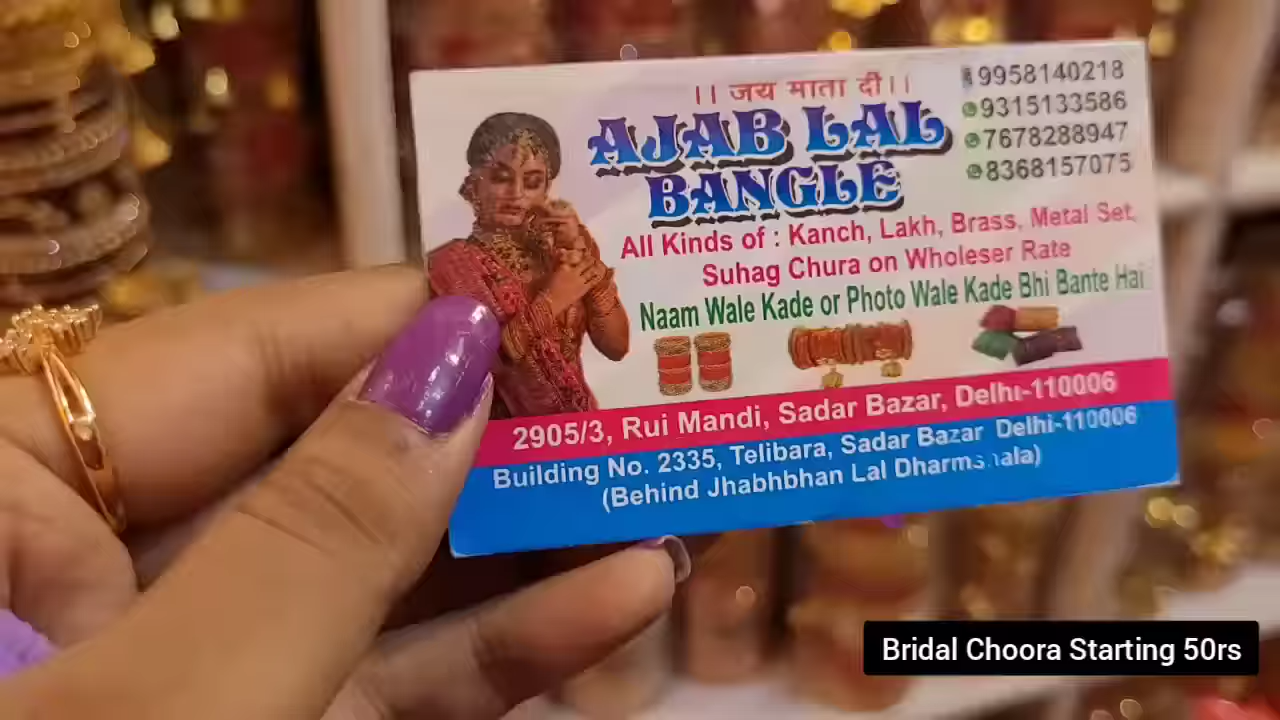 ।। जय माता दी।।
AJAB LAL
BANGLE
9958140218
9315133586
7678288947
8368157075
All Kinds of : Kanch, Lakh, Brass, Metal Set,
Suhag Chura on Wholeser Rate
Naam Wale Kade or Photo Wale Kade Bhi Bante Hai
2905/3, Rui Mandi, Sadar Bazar, Delhi-110006
Building No. 2335, Telibara, Sadar Bazar Delhi-110006
(Behind Jhabhbhan Lal Dharmshala)
Bridal Choora Starting 50rs